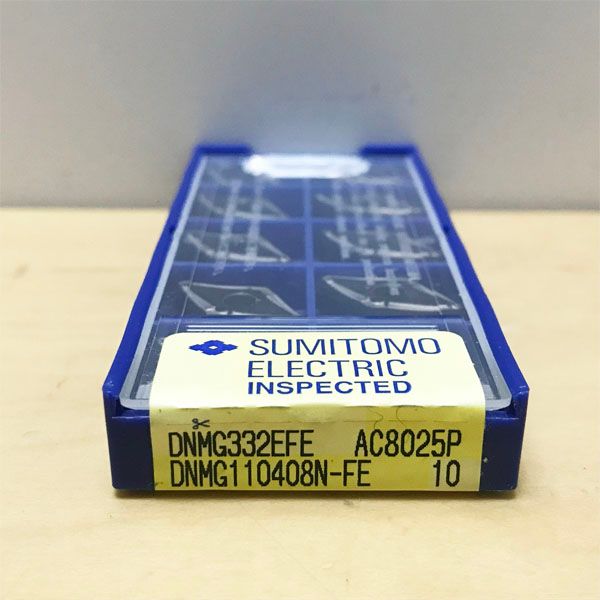 SUMITOMO
ELECTRIC
INSPECTED
DNMG332EFE AC8025P
DNMG110408N-FE 10